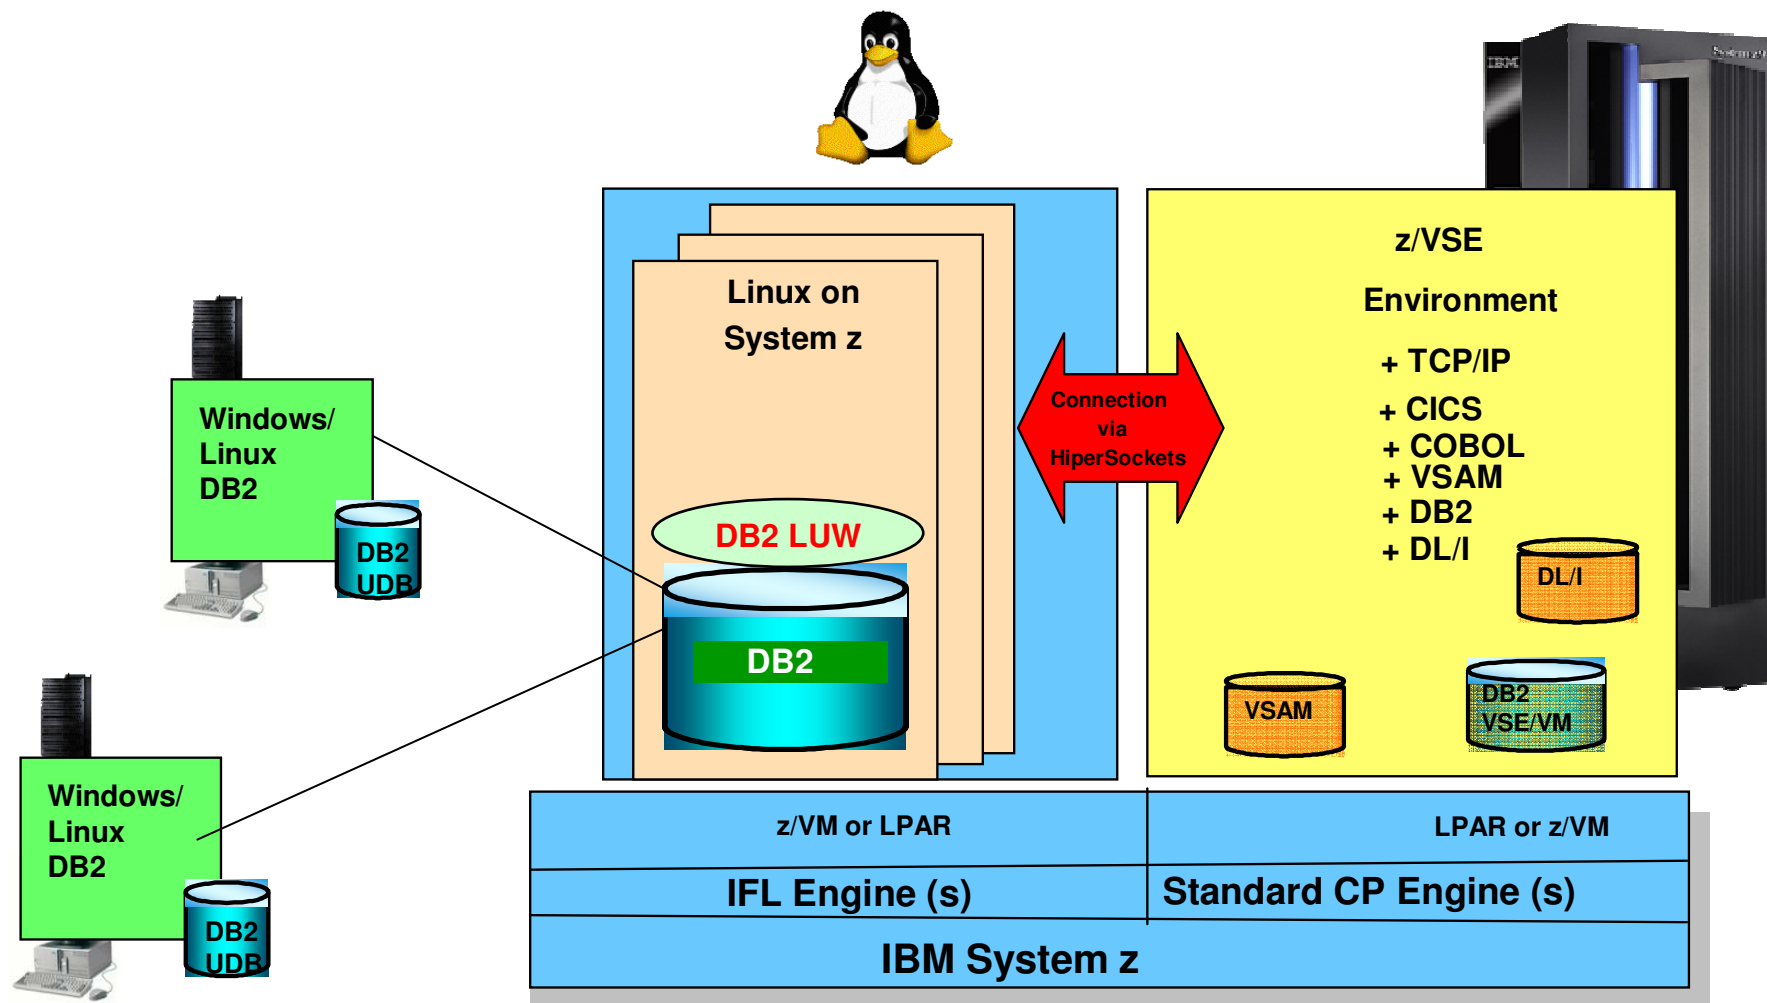 IBM
z/VSE
Environment
+ TCP/IP
+ CICS
+ COBOL
+ VSAM
+ DB2
+ DL/I
DL/I
VSAM
DB2
VSE/VM
Linux on
System z
DB2 LUW
DB2
Connection
via
HiperSockets
Windows/
Linux
DB2
DB2
UDB
Windows/
Linux
DB2
DB2
UDB
z/VM or LPAR
LPAR or z/VM
IFL Engine (s)
Standard CP Engine (s)
IBM System z